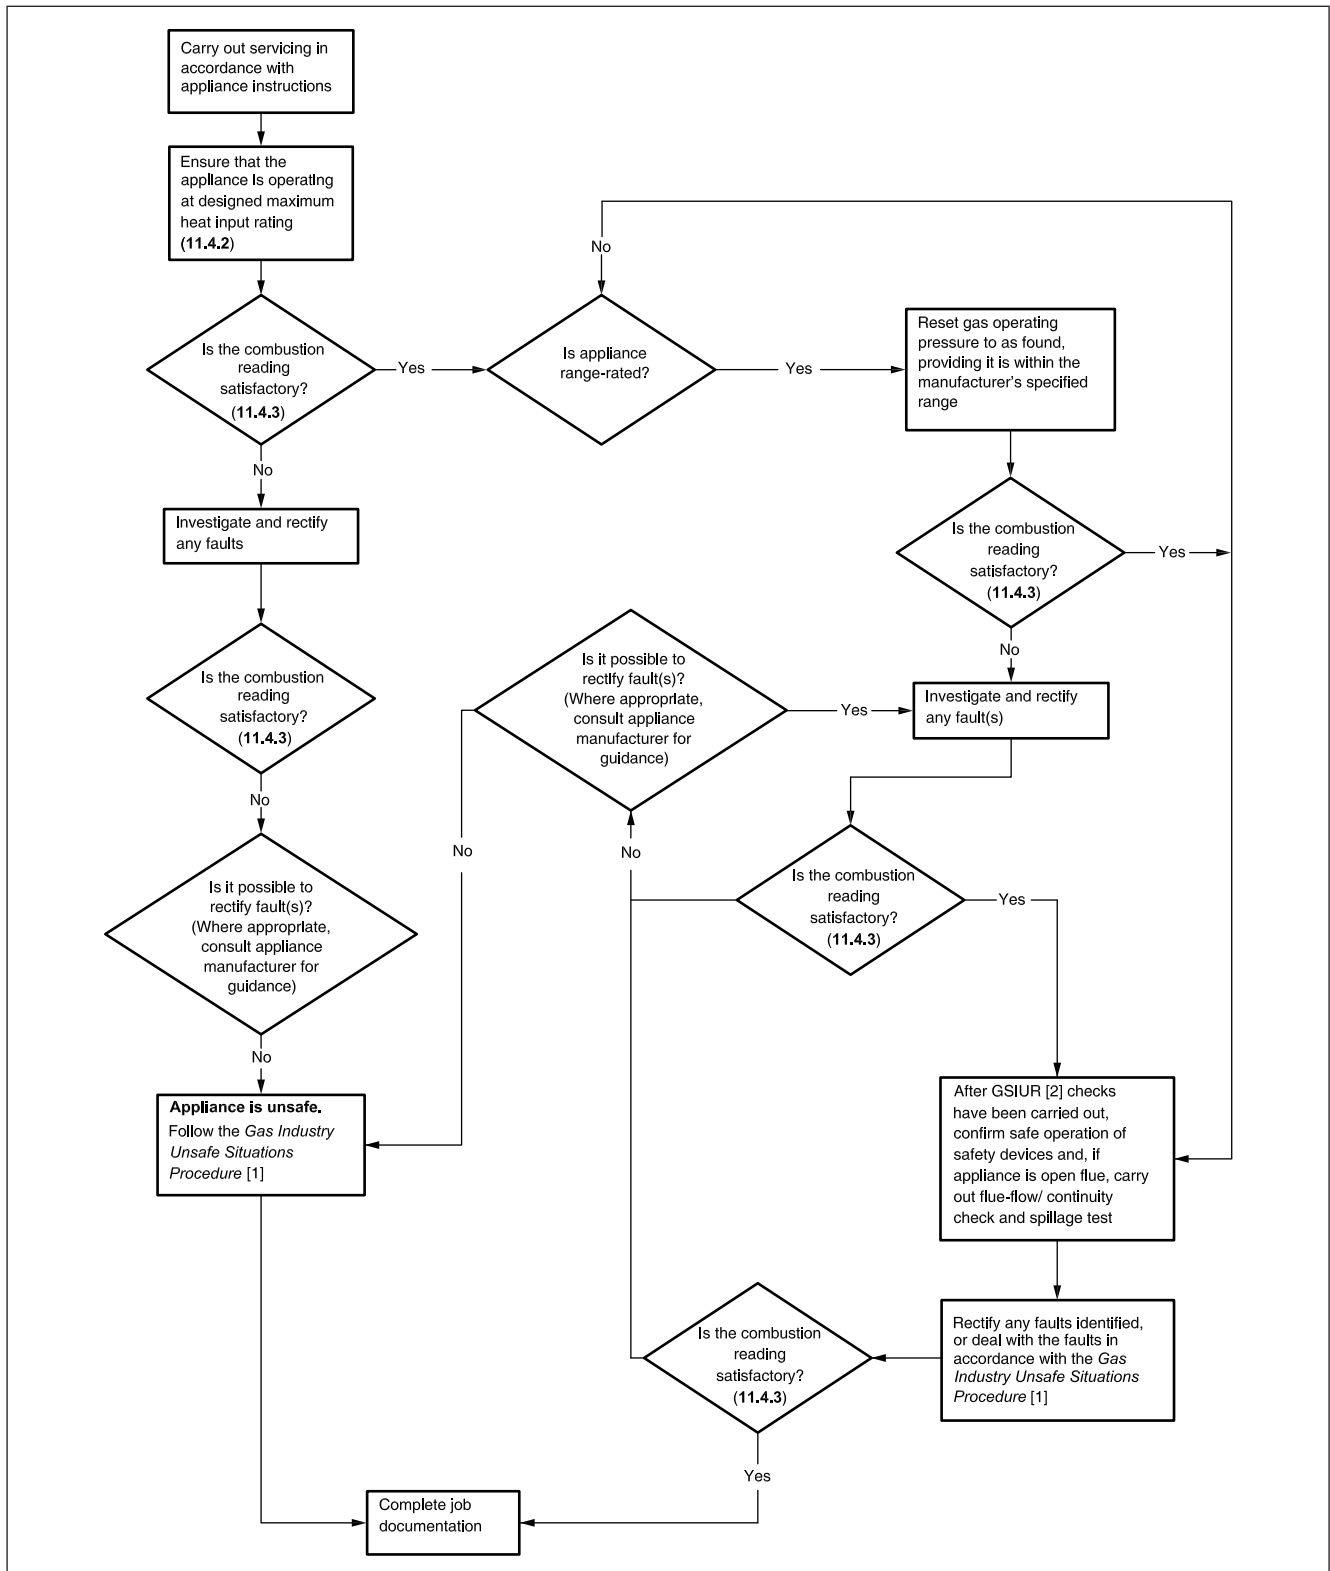 Carry out servicing in
accordance with
appliance instructions
Ensure that the
appliance is operating
at designed maximum
heat input rating
(11.4.2)
No
Is the combustion
reading
satisfactory?
(11.4.3)
Yes
Is appliance
range-rated?
Yes
Reset gas operating
pressure to as found,
providing it is within the
manufacturer's specified
range
No
Investigate and rectify
any faults
Is the combustion
reading
satisfactory?
(11.4.3)
Yes
No
Is the combustion
reading
satisfactory?
(11.4.3)
No
Is it possible to
rectify fault(s)?
(Where appropriate,
consult appliance
manufacturer for
guidance)
Yes
Investigate and rectify
any fault(s)
No
No
Is the combustion
reading
satisfactory?
(11.4.3)
Yes
Is it possible to
rectify fault(s)?
(Where appropriate,
consult appliance
manufacturer for
guidance)
No
Appliance is unsafe.
Follow the Gas Industry
Unsafe Situations
Procedure [1]
After GSIUR [2] checks
have been carried out,
confirm safe operation of
safety devices and, if
appliance is open flue, carry
out flue-flow/ continuity
check and spillage test
Rectify any faults identified,
or deal with the faults in
accordance with the Gas
Industry Unsafe Situations
Procedure [1]
Is the combustion
reading
satisfactory?
(11.4.3)
Yes
Complete job
documentation